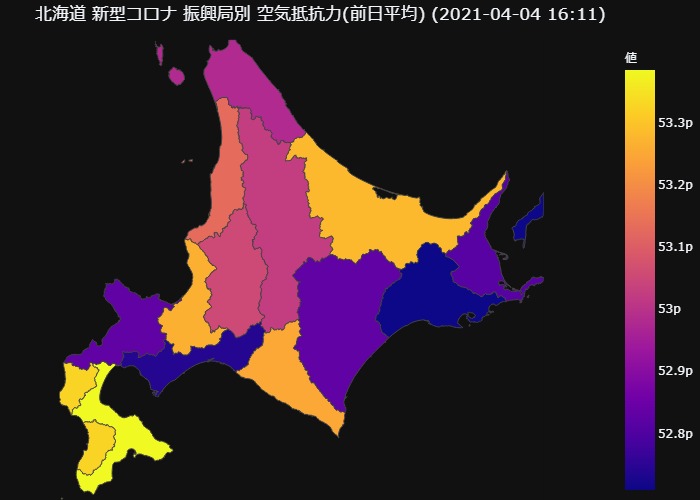 北海道 新型コロナ 振興局別 空気抵抗力(前日平均) (2021-04-04 16:11)
値
53.3p
53.2p
53.1p
53p
52.9p
52.8p